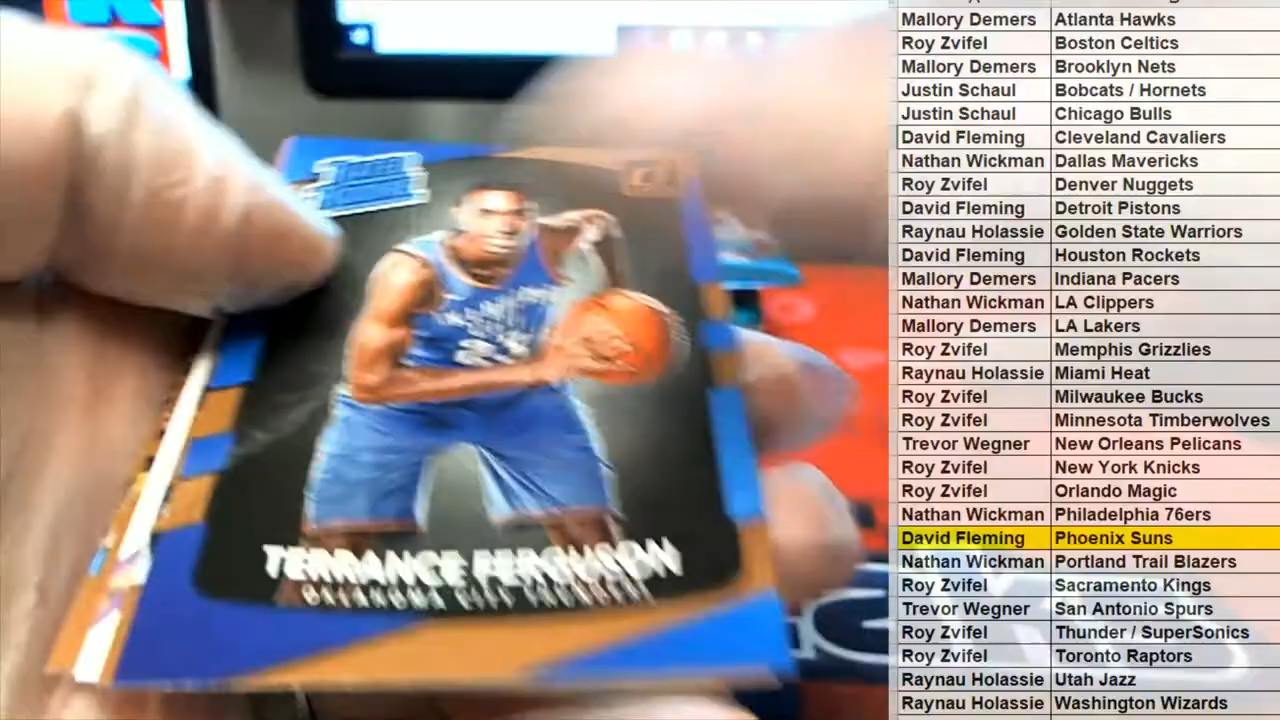 RATED
ROOKIE
TERRANCE FERGUSON
OKLAHOMA CITY THUNDER
Mallory Demers Atlanta Hawks
Roy Zvifel Boston Celtics
Mallory Demers Brooklyn Nets
Justin Schaul Bobcats / Hornets
Justin Schaul Chicago Bulls
David Fleming Cleveland Cavaliers
Nathan Wickman Dallas Mavericks
Roy Zvifel Denver Nuggets
David Fleming Detroit Pistons
Raynau Holassie Golden State Warriors
David Fleming Houston Rockets
Mallory Demers Indiana Pacers
Nathan Wickman LA Clippers
Mallory Demers LA Lakers
Roy Zvifel Memphis Grizzlies
Raynau Holassie Miami Heat
Roy Zvifel Milwaukee Bucks
Roy Zvifel Minnesota Timberwolves
Trevor Wegner New Orleans Pelicans
Roy Zvifel New York Knicks
Roy Zvifel Orlando Magic
Nathan Wickman Philadelphia 76ers
David Fleming Phoenix Suns
Nathan Wickman Portland Trail Blazers
Roy Zvifel Sacramento Kings
Trevor Wegner San Antonio Spurs
Roy Zvifel Thunder / SuperSonics
Roy Zvifel Toronto Raptors
Raynau Holassie Utah Jazz
Raynau Holassie Washington Wizards